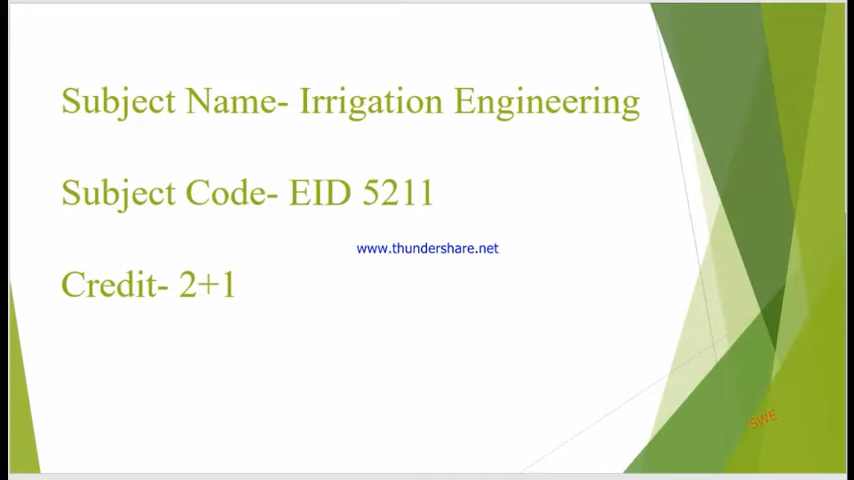 Subject Name- Irrigation Engineering
Subject Code- EID 5211
www.thundershare.net
Credit- 2+1
SWE